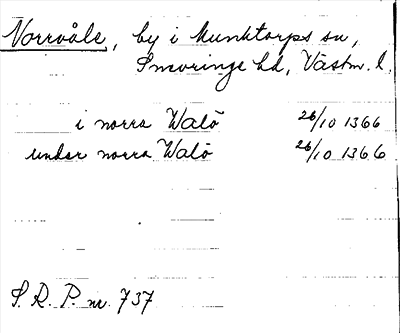 Norrvåle, by i Munktorps sn,
Snevringe hd, Västm. l.
i norra Walö 26/10 1366
under norra Walö 26/10 1366
S. R. P. nr. 737